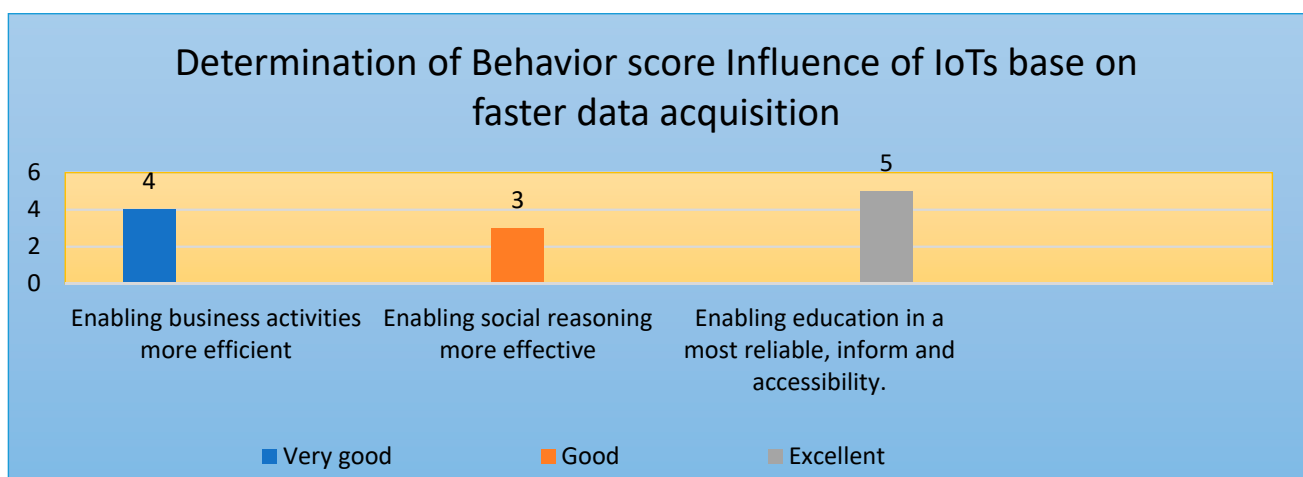 Determination of Behavior score Influence of IoTs base on
faster data acquisition
6
4
2
0
4
3
5
Enabling business activities
more efficient
Enabling social reasoning
more effective
Enabling education in a
most reliable, inform and
accessibility.
Very good
Good
Excellent